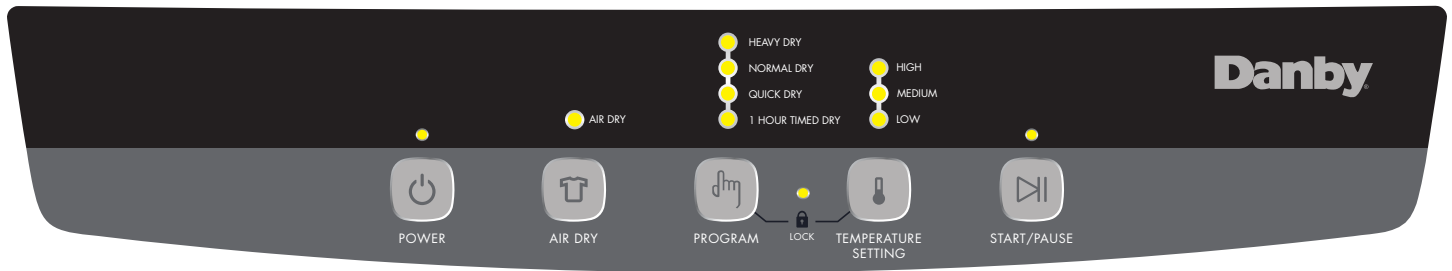 HEAVY DRY
NORMAL DRY
QUICK DRY
1 HOUR TIMED DRY
HIGH
MEDIUM
LOW
AIR DRY
Danby
POWER
AIR DRY
PROGRAM
LOCK
TEMPERATURE
SETTING
START/PAUSE